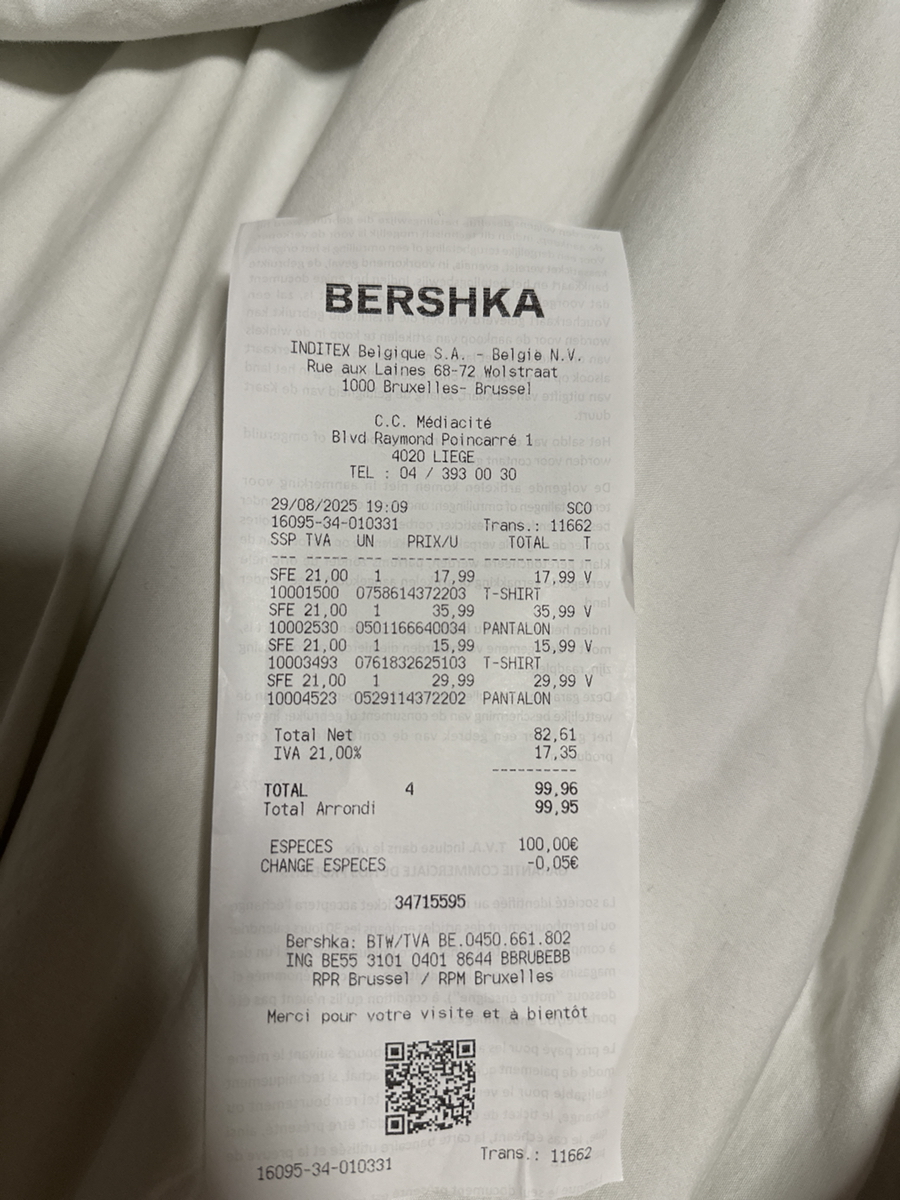 BERSHKA
INDITEX Belgique S.A. - Belgie N.V.
Rue aux Laines 68-72 Wolstraat
1000 Bruxelles- Brussel
C.C. Médiacité
Blvd Raymond Poincarré 1
4020 LIEGE
TEL : 04 / 393 00 30
29/08/2025 19:09 SCO
16095-34-010331 Trans.: 11662
SSP TVA UN PRIX/U TOTAL T
--- ----- ---- --------- ----------- -
SFE 21,00 1 17,99 17,99 V
10001500 0758614372203 T-SHIRT
SFE 21,00 1 35,99 35,99 V
10002530 0501166640034 PANTALON
SFE 21,00 1 15,99 15,99 V
10003493 0761832625103 T-SHIRT
SFE 21,00 1 29,99 29,99 V
10004523 0529114372202 PANTALON
Total Net 82,61
IVA 21,00% 17,35
----------
TOTAL 4 99,96
Total Arrondi 99,95
ESPECES 100,00€
CHANGE ESPECES -0,05€
34715595
Bershka: BTW/TVA BE.0450.661.802
ING BE55 3101 0401 8644 BBRUBEBB
RPR Brussel / RPM Bruxelles
Merci pour votre visite et à bientôt
16095-34-010331 Trans.: 11662